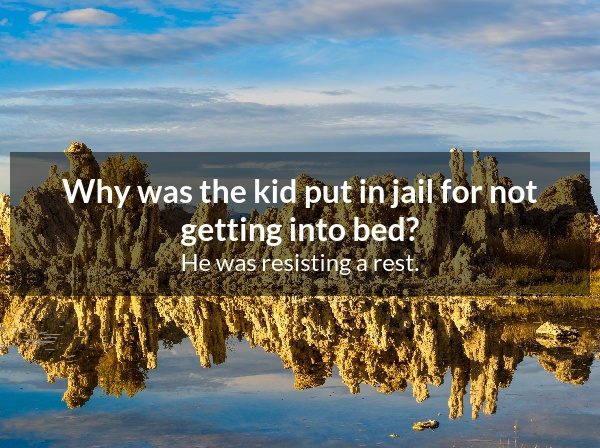 Why was the kid put in jail for not
getting into bed?
He was resisting a rest.